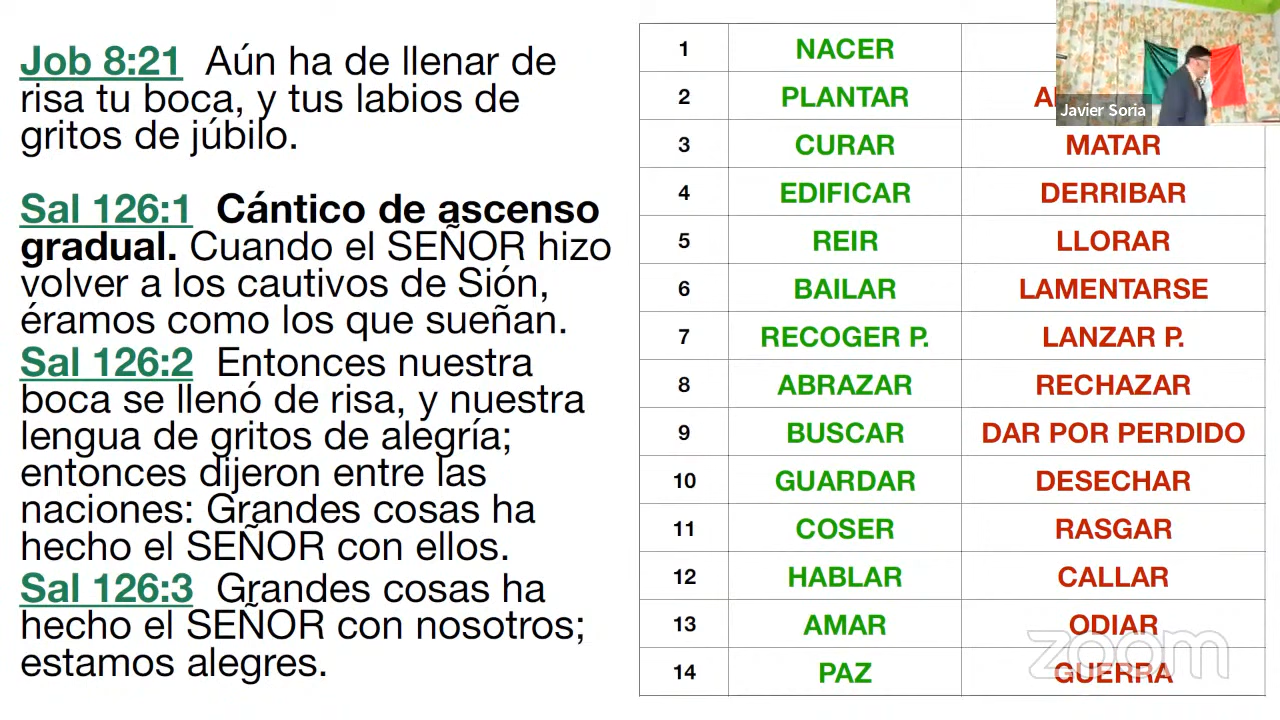 Job 8:21 Aún ha de llenar de
risa tu boca, y tus labios de
gritos de júbilo.
Sal 126:1 Cántico de ascenso
gradual. Cuando el SEÑOR hizo
volver a los cautivos de Sión,
éramos como los que sueñan.
Sal 126:2 Entonces nuestra
boca se llenó de risa, y nuestra
lengua de gritos de alegría;
entonces dijeron entre las
naciones: Grandes cosas ha
hecho el SEÑOR con ellos.
Sal 126:3 Grandes cosas ha
hecho el SEÑOR con nosotros;
estamos alegres.
1 NACER
2 PLANTAR
3 CURAR MATAR
4 EDIFICAR DERRIBAR
5 REIR LLORAR
6 BAILAR LAMENTARSE
7 RECOGER P. LANZAR P.
8 ABRAZAR RECHAZAR
9 BUSCAR DAR POR PERDIDO
10 GUARDAR DESECHAR
11 COSER RASGAR
12 HABLAR CALLAR
13 AMAR ODIAR
14 PAZ GUERRA
Javier Soria
zoom